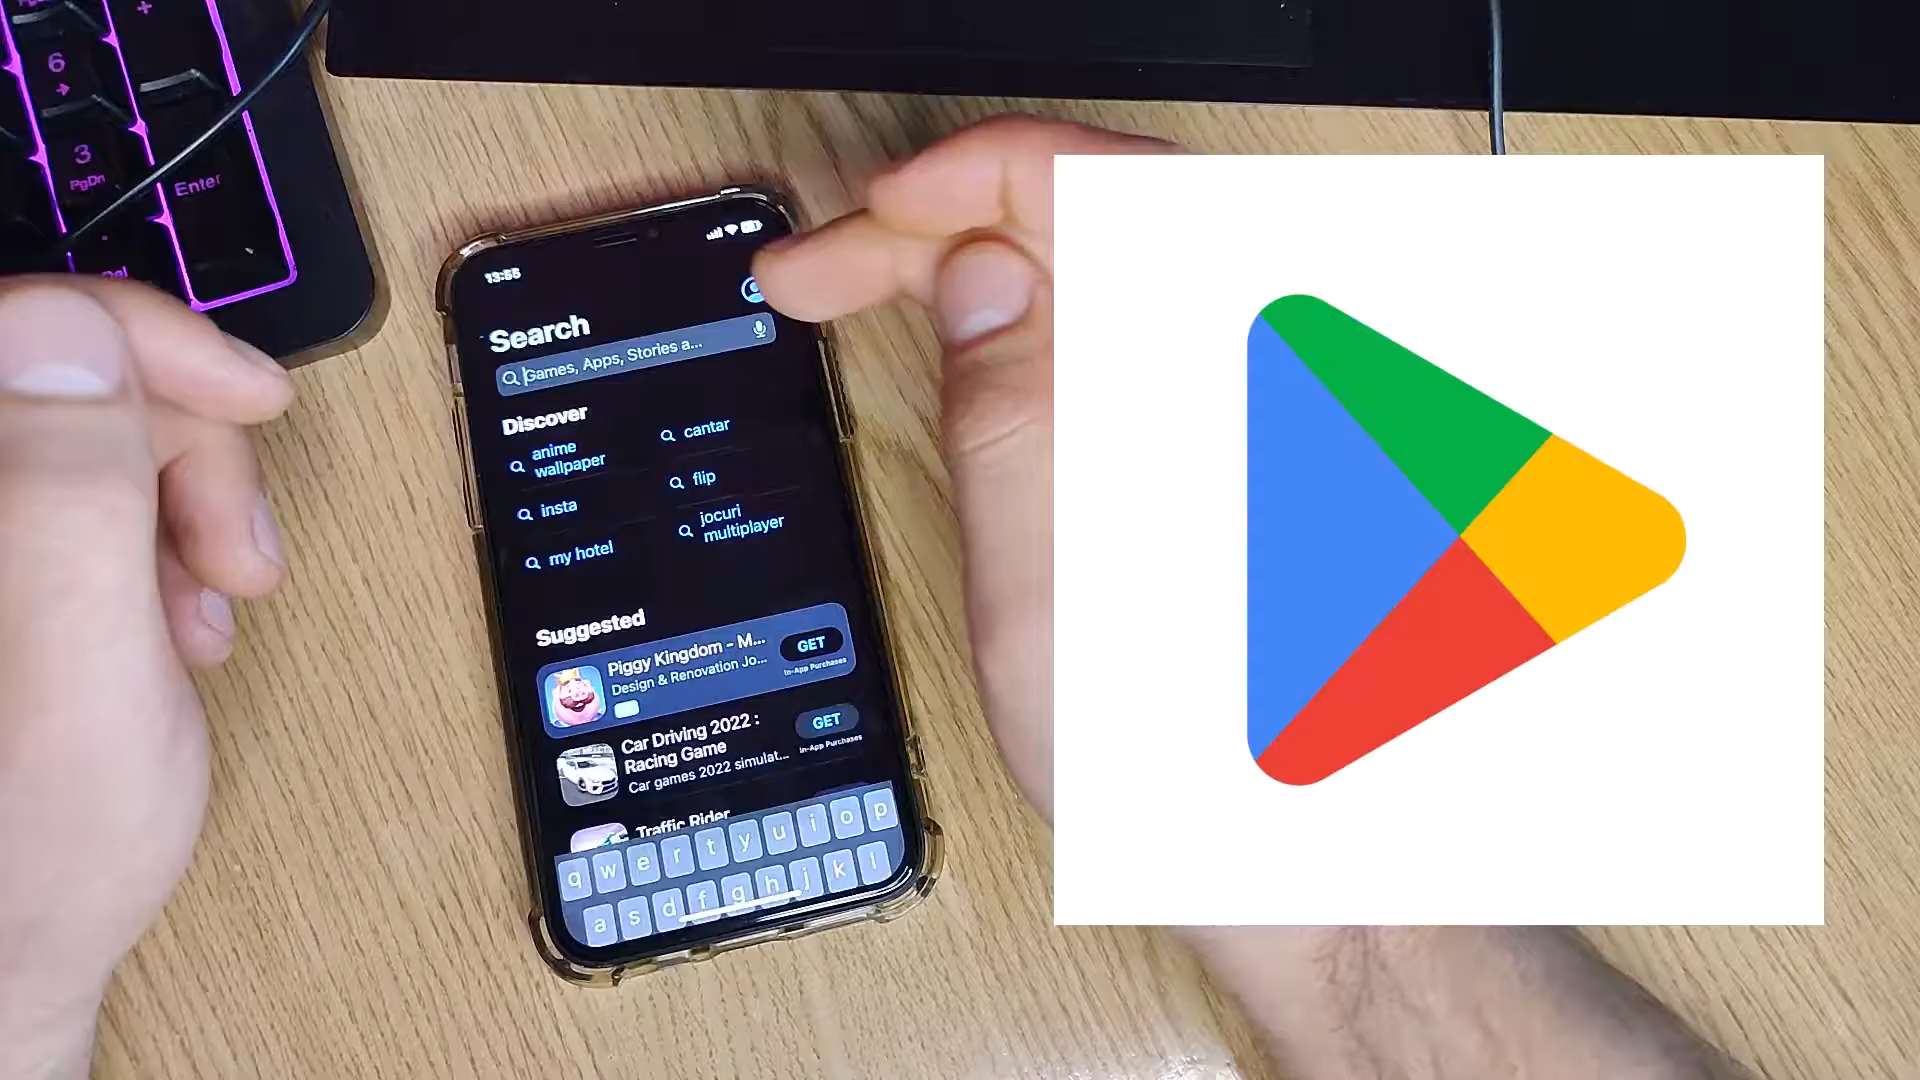 6
3
PgDn
Enter
Del
13:55
Search
Games, Apps, Stories a...
Discover
anime
wallpaper
cantar
insta
flip
my hotel
jocuri
multiplayer
Suggested
Piggy Kingdom - M...
Design & Renovation Jo...
GET
In-App Purchases
Car Driving 2022 :
Racing Game
Car games 2022 simulat...
GET
In-App Purchases
Traffic Rider
q w e r t y u i o p
a s d f g h j k l